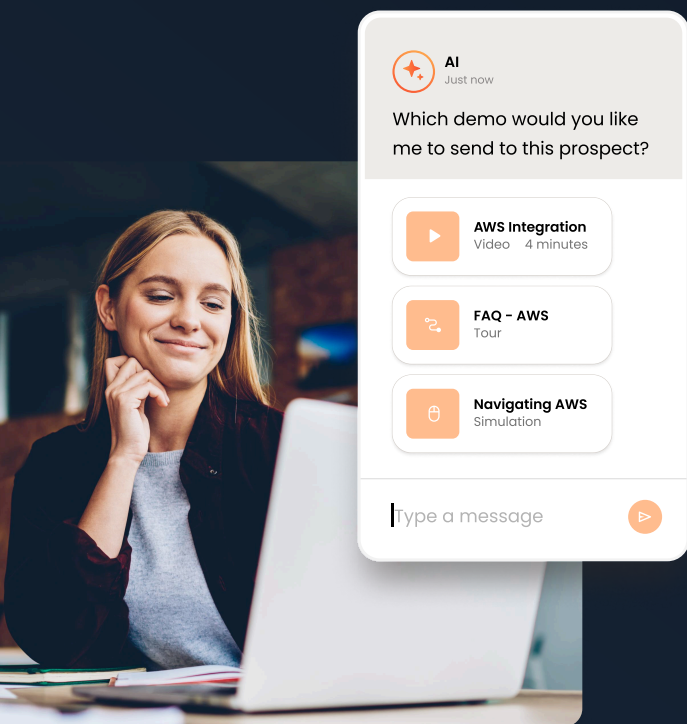 AI
Just now
Which demo would you like
me to send to this prospect?
AWS Integration
Video 4 minutes
FAQ - AWS
Tour
Navigating AWS
Simulation
Type a message